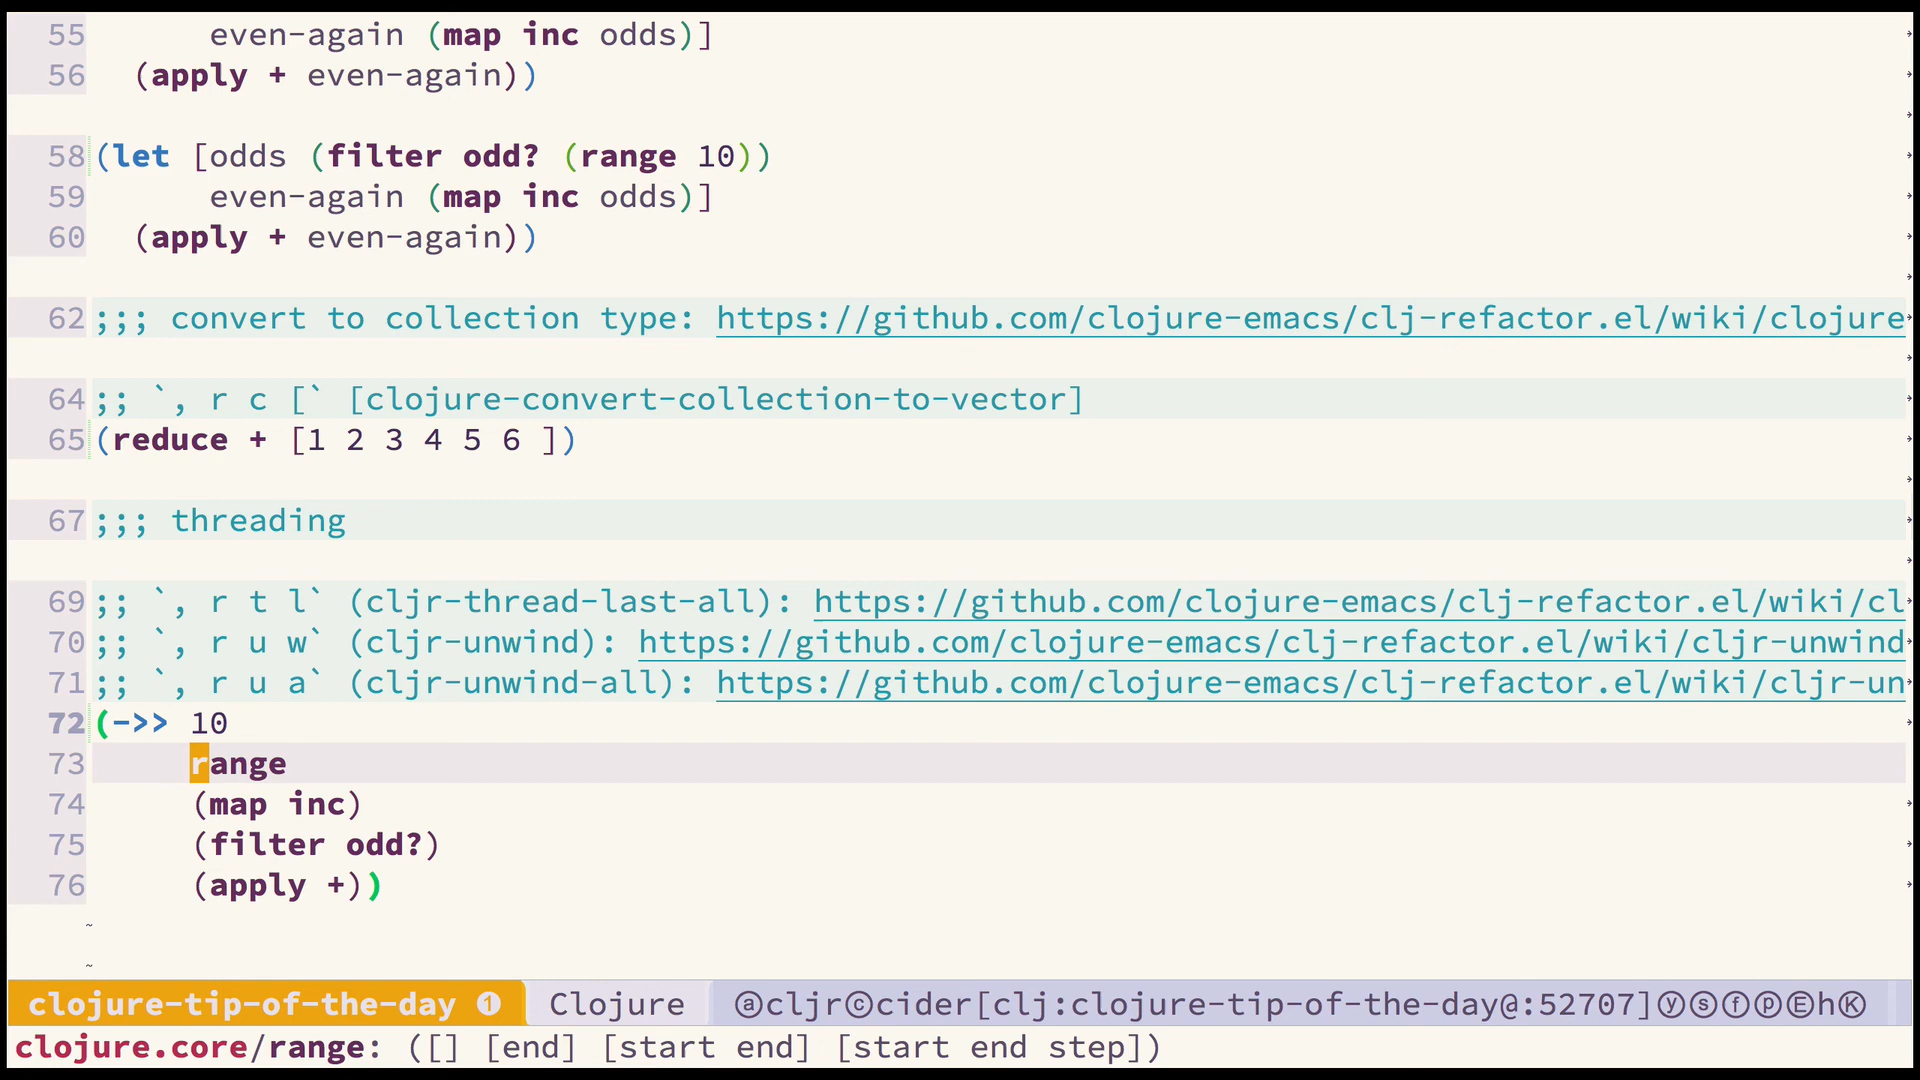 55 even-again (map inc odds)]
56 (apply + even-again))
58 (let [odds (filter odd? (range 10))
59 even-again (map inc odds)]
60 (apply + even-again))
62 ;;; convert to collection type: https://github.com/clojure-emacs/clj-refactor.el/wiki/clojure
64 ;; `, r c [` [clojure-convert-collection-to-vector]
65 (reduce + [1 2 3 4 5 6 ])
67 ;;; threading
69 ;; `, r t l` (cljr-thread-last-all): https://github.com/clojure-emacs/clj-refactor.el/wiki/cl
70 ;; `, r u w` (cljr-unwind): https://github.com/clojure-emacs/clj-refactor.el/wiki/cljr-unwind
71 ;; `, r u a` (cljr-unwind-all): https://github.com/clojure-emacs/clj-refactor.el/wiki/cljr-un
72 (->> 10
73 range
74 (map inc)
75 (filter odd?)
76 (apply +))
~
~
clojure-tip-of-the-day ❶ Clojure ⓐcljrⓒcider[clj:clojure-tip-of-the-day@:52707]ⓨⓢⓕⓟⒺhⓀ
clojure.core/range: ([] [end] [start end] [start end step])